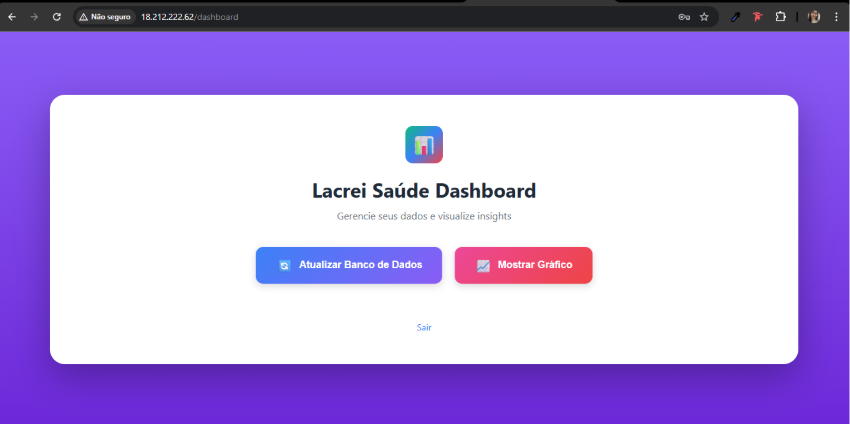 Não seguro 18.212.222.62/dashboard
Lacrei Saúde Dashboard
Gerencie seus dados e visualize insights
Atualizar Banco de Dados Mostrar Gráfico
Sair